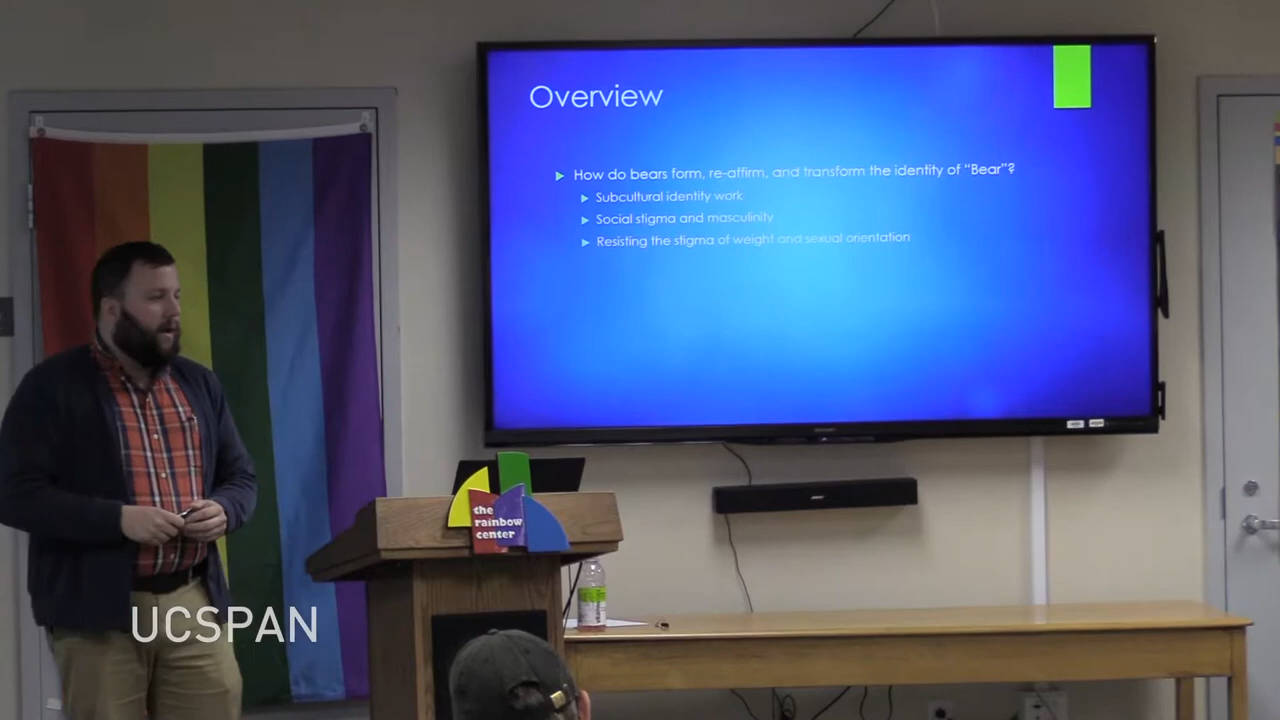 Overview
How do bears form, re-affirm, and transform the identity of “Bear”?
Subcultural identity work
Social stigma and masculinity
Resisting the stigma of weight and sexual orientation
the
rainbow
center
UCSPAN